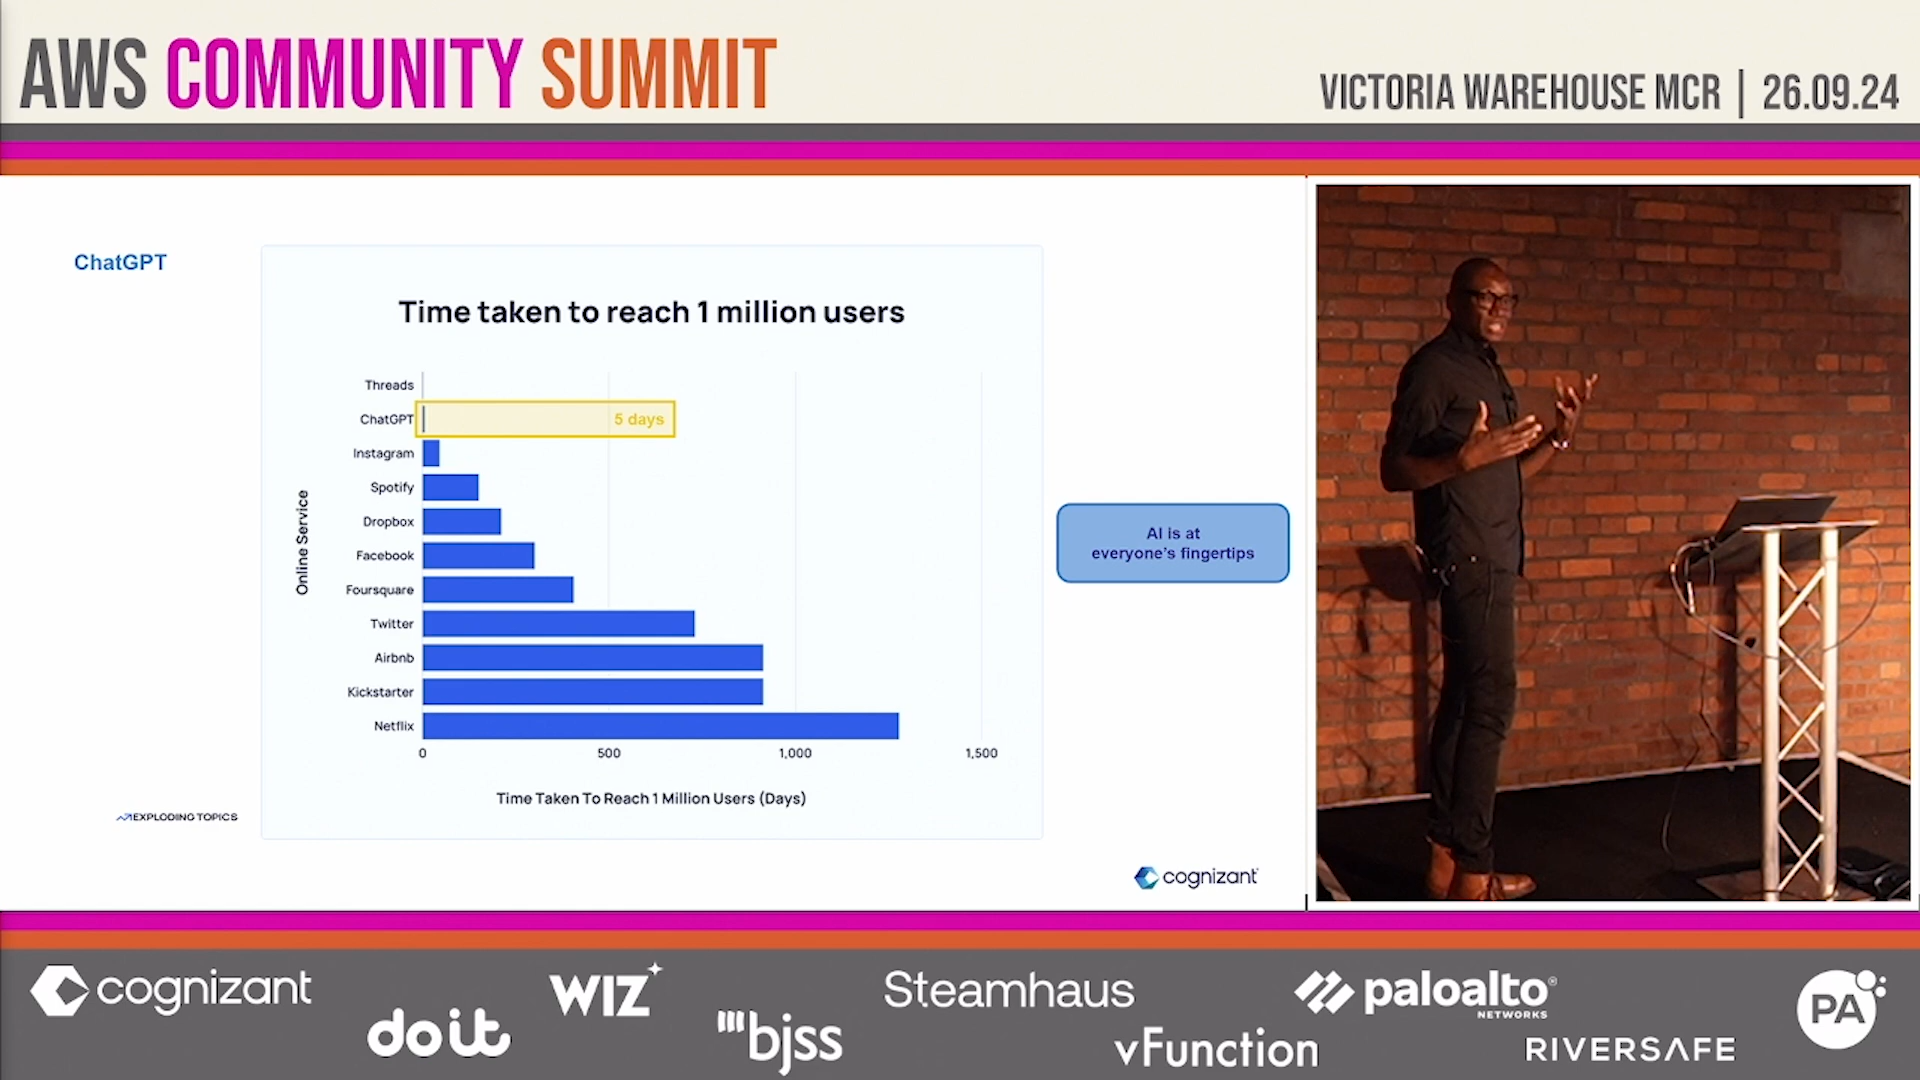 AWS COMMUNITY SUMMIT
VICTORIA WAREHOUSE MCR | 26.09.24
ChatGPT
Time taken to reach 1 million users
Online Service
Threads
ChatGPT
5 days
Instagram
Spotify
Dropbox
Facebook
Foursquare
Twitter
Airbnb
Kickstarter
Netflix
0 500 1,000 1,500
Time Taken To Reach 1 Million Users (Days)
EXPLODING TOPICS
AI is at
everyone's fingertips
cognizant
cognizant
doit
WIZ
bjss
Steamhaus
vFunction
paloalto®
NETWORKS
RIVERSAFE
PA